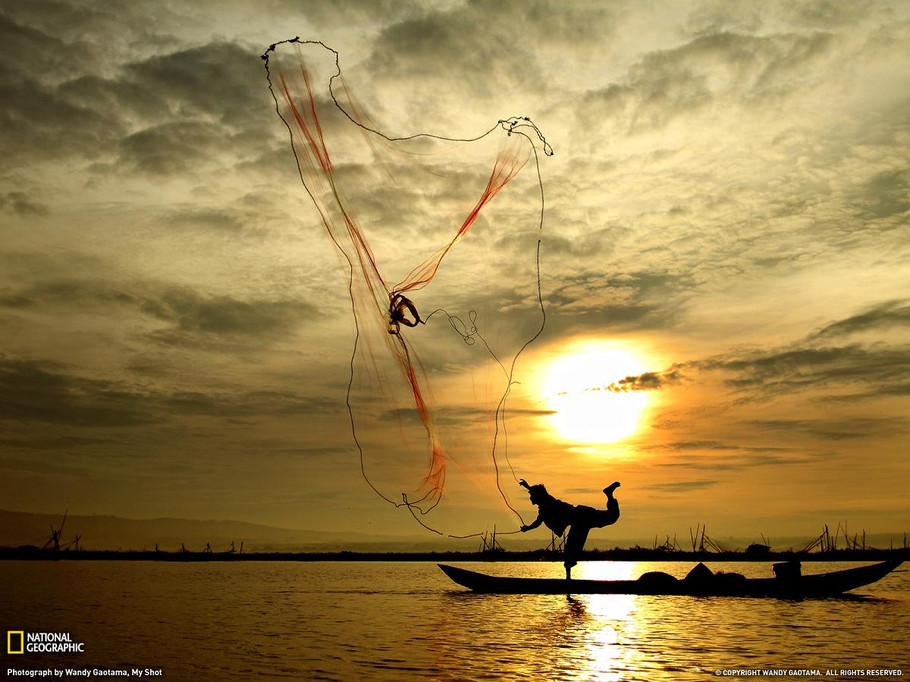 NATIONAL
GEOGRAPHIC
Photograph by Wandy Gaotama, My Shot
© COPYRIGHT WANDY GAOTAMA. ALL RIGHTS RESERVED.